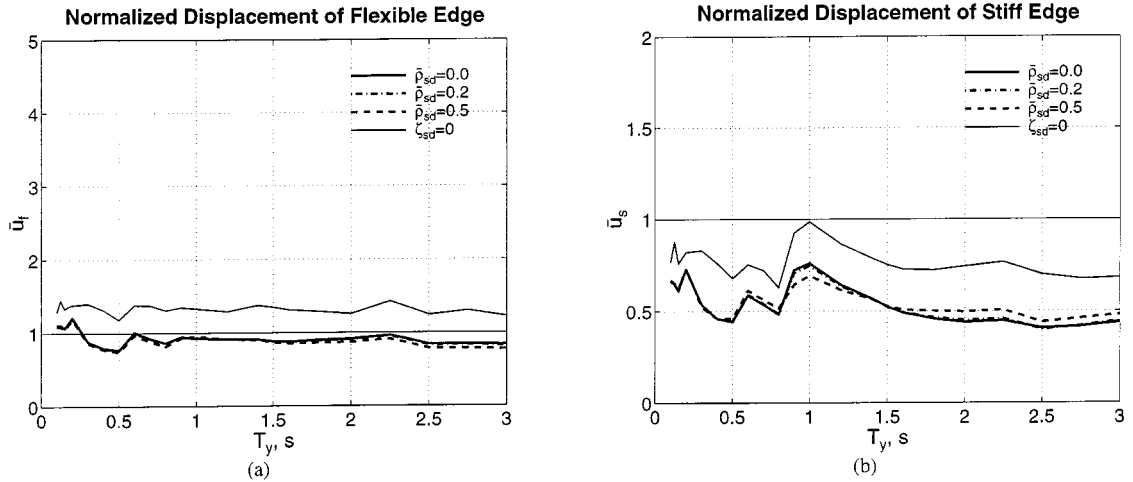 Normalized Displacement of Flexible Edge
5
4
3
2
1
0
ū_f
ρ̄_sd=0.0
ρ̄_sd=0.2
ρ̄_sd=0.5
ζ_sd=0
0 0.5 1 1.5 2 2.5 3
T_y, s
(a)
Normalized Displacement of Stiff Edge
2
1.5
1
0.5
0
ū_s
ρ̄_sd=0.0
ρ̄_sd=0.2
ρ̄_sd=0.5
ζ_sd=0
0 0.5 1 1.5 2 2.5 3
T_y, s
(b)